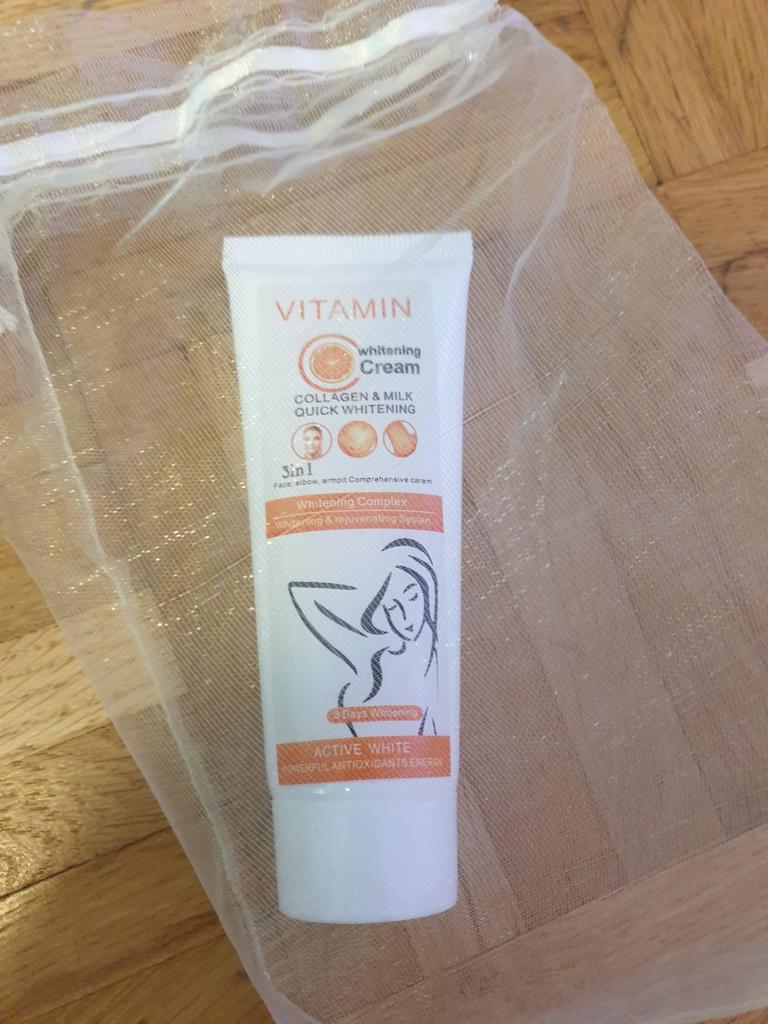 VITAMIN
whitening
Cream
COLLAGEN & MILK
QUICK WHITENING
3in1
Face, elbow, armpit Comprehensive caram
Whitening Complex
Whitening & rejuvenating System
3 Days Whitening
ACTIVE WHITE
POWERFUL ANTIOXIDANTS ENERGY